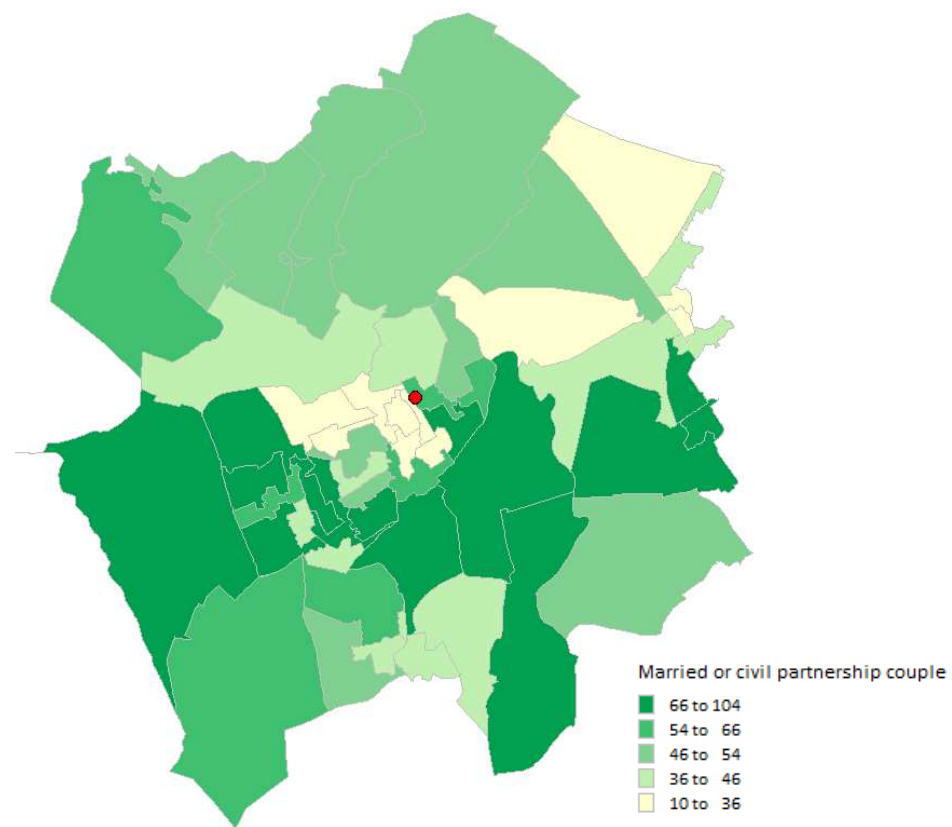 Married or civil partnership couple
66 to 104
54 to 66
46 to 54
36 to 46
10 to 36